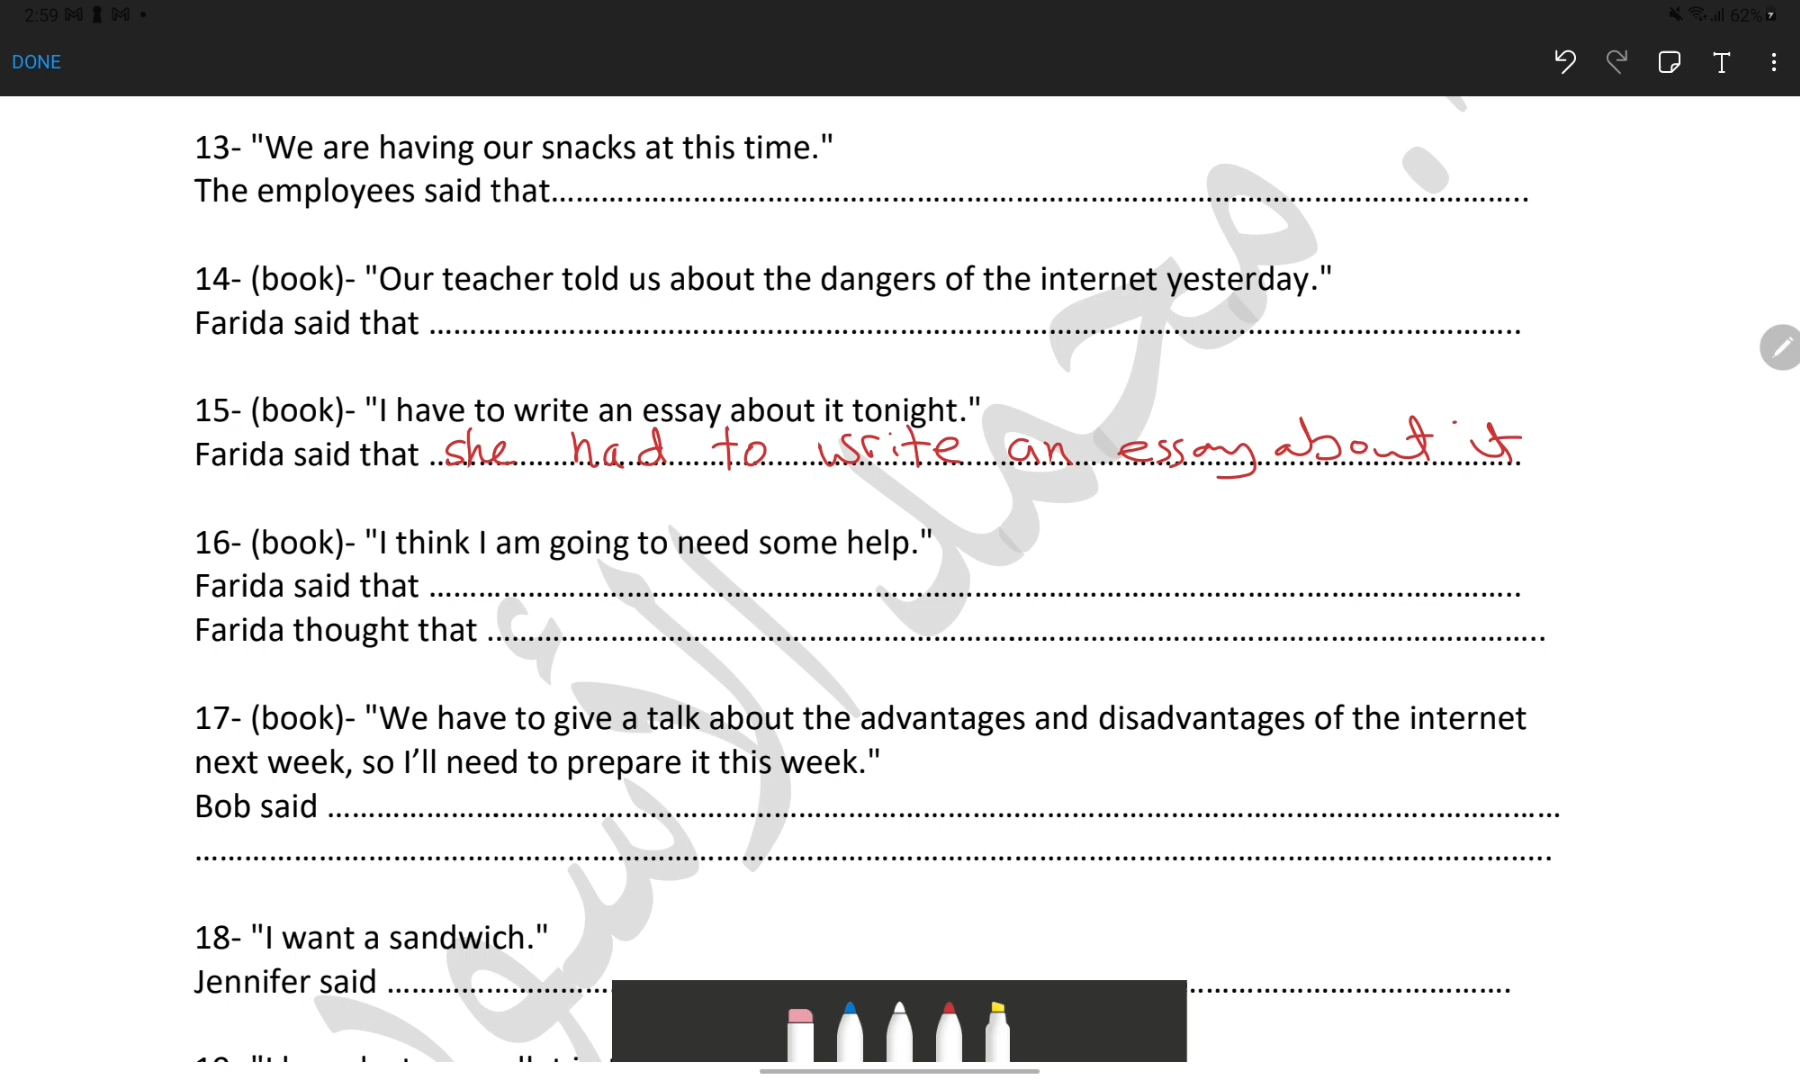 2:59
62%
DONE
13- "We are having our snacks at this time."
The employees said that..............................................................................
14- (book)- "Our teacher told us about the dangers of the internet yesterday."
Farida said that ..............................................................................
15- (book)- "I have to write an essay about it tonight."
Farida said that she had to write an essay about it
16- (book)- "I think I am going to need some help."
Farida said that ..............................................................................
Farida thought that ..............................................................................
17- (book)- "We have to give a talk about the advantages and disadvantages of the internet
next week, so I'll need to prepare it this week."
Bob said ..............................................................................
..............................................................................
18- "I want a sandwich."
Jennifer said ..............................................................................
محمد الأسود